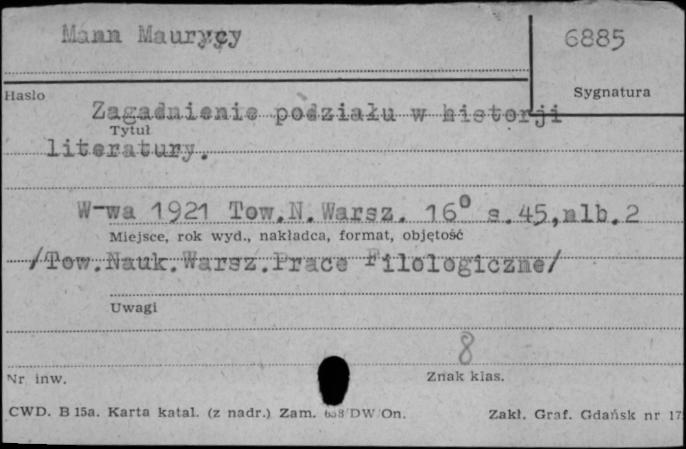 Mann Maurycy
6885
Hasło
Sygnatura
Zagadnienie podziału w historji
Tytuł
literatury.
W-wa 1921 Tow.N.Warsz. 16° s.45,nlb.2
Miejsce, rok wyd., nakładca, format, objętość
/Tow.Nauk.Warsz.Prace Filologiczne/
Uwagi
8
Nr inw.
Znak klas.
CWD. B 15a. Karta katal. (z nadr.) Zam. DW/On.
Zakł. Graf. Gdańsk nr 17